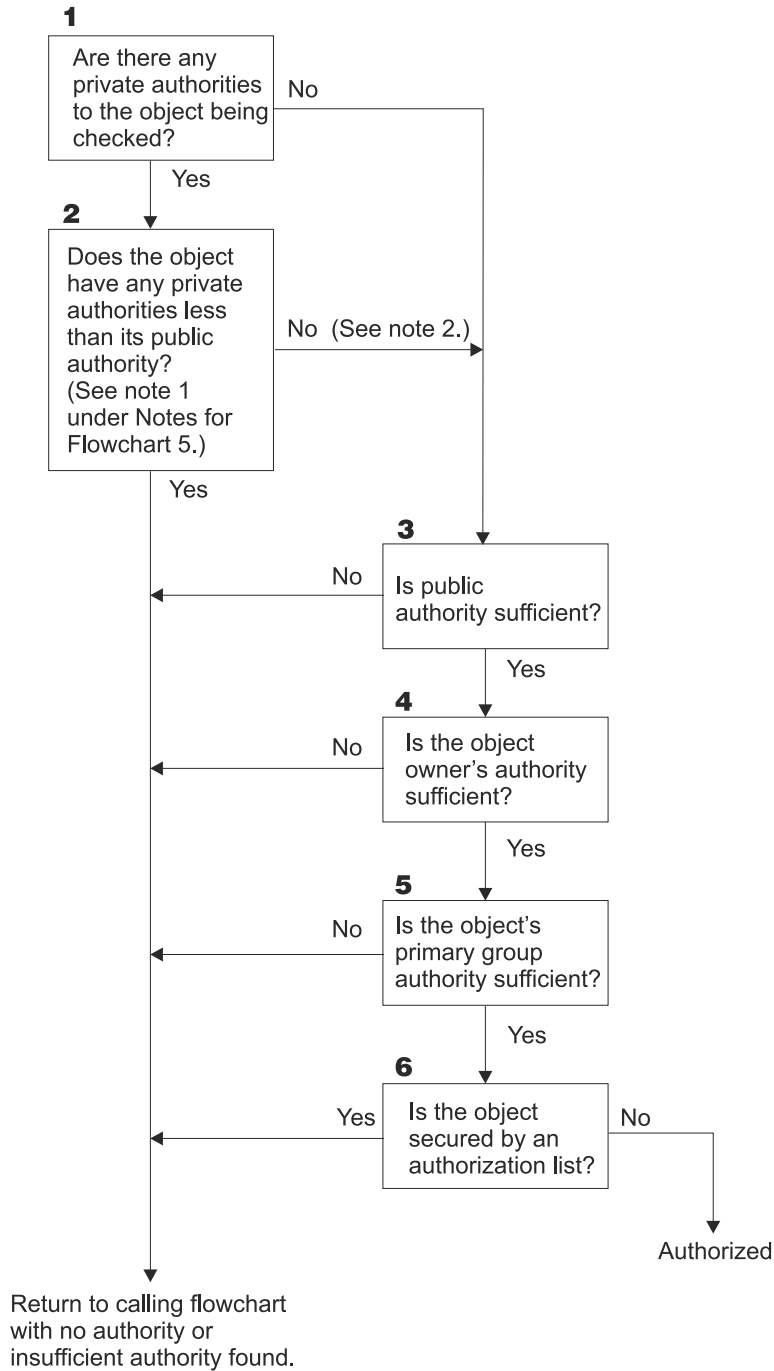 1
Are there any
private authorities
to the object being
checked?
No
Yes
2
Does the object
have any private
authorities less
than its public
authority?
(See note 1
under Notes for
Flowchart 5.)
No (See note 2.)
Yes
3
No
Is public
authority sufficient?
Yes
4
No
Is the object
owner's authority
sufficient?
Yes
5
No
Is the object's
primary group
authority sufficient?
Yes
6
Yes
Is the object
secured by an
authorization list?
No
Authorized
Return to calling flowchart
with no authority or
insufficient authority found.